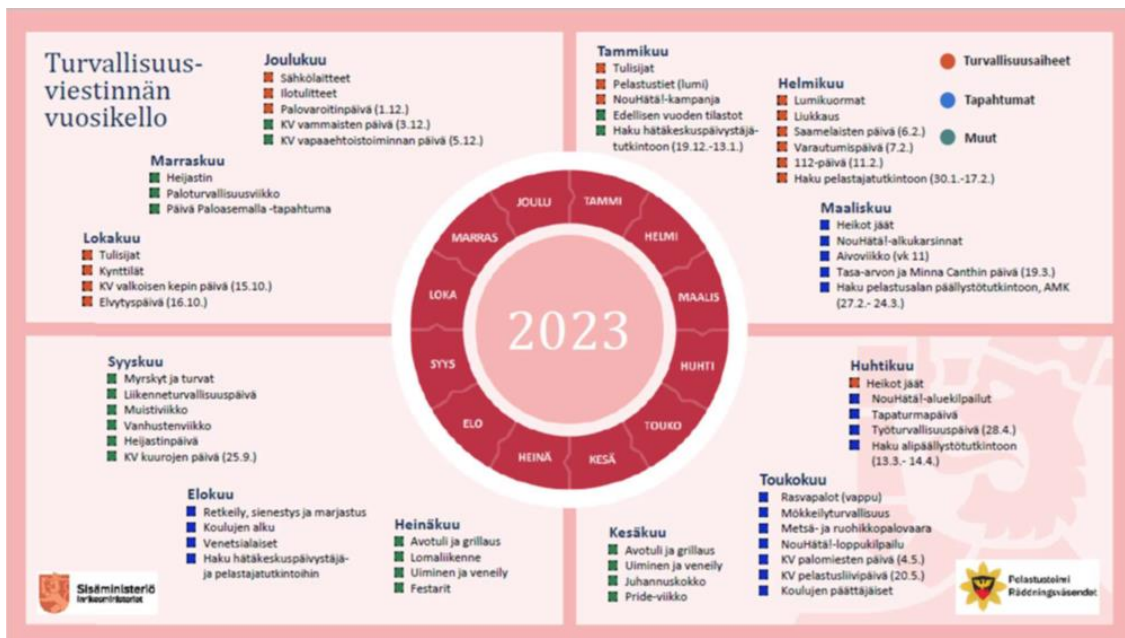 Turvallisuus-
viestinnän
vuosikello
Joulukuu
Sähkölaitteet
Ilotulitteet
Palovaroitinpäivä (1.12.)
KV vammaisten päivä (3.12.)
KV vapaaehtoistoiminnan päivä (5.12.)
Marraskuu
Heijastin
Paloturvallisuusviikko
Päivä Paloasemalla -tapahtuma
Lokakuu
Tulisijat
Kynttilät
KV valkoisen kepin päivä (15.10.)
Elvytyspäivä (16.10.)
Tammikuu
Tulisijat
Pelastustiet (lumi)
NouHätä!-kampanja
Edellisen vuoden tilastot
Haku hätäkeskuspäivystäjä-
tutkintoon (19.12.-13.1.)
Helmikuu
Lumikuormat
Liukkaus
Saamelaisten päivä (6.2.)
Varautumispäivä (7.2.)
112-päivä (11.2.)
Haku pelastajatutkintoon (30.1.-17.2.)
Turvallisuusaiheet
Tapahtumat
Muut
Maaliskuu
Heikot jäät
NouHätä!-alkukarsinnat
Aivoviikko (vk 11)
Tasa-arvon ja Minna Canthin päivä (19.3.)
Haku pelastusalan päällystötutkintoon, AMK
(27.2.- 24.3.)
JOULU
TAMMI
MARRAS
HELMI
LOKA
MAALIS
2023
SYYS
HUHTI
ELO
TOUKO
HEINÄ
KESÄ
Syyskuu
Myrskyt ja turvat
Liikenneturvallisuuspäivä
Muistiviikko
Vanhustenviikko
Heijastinpäivä
KV kuurojen päivä (25.9.)
Elokuu
Retkeily, sienestys ja marjastus
Koulujen alku
Venetsialaiset
Haku hätäkeskuspäivystäjä-
ja pelastajatutkintoihin
Heinäkuu
Avotuli ja grillaus
Lomaliikenne
Uiminen ja veneily
Festarit
Huhtikuu
Heikot jäät
NouHätä!-aluekilpailut
Tapaturmapäivä
Työturvallisuuspäivä (28.4.)
Haku alipäällystötutkintoon
(13.3.- 14.4.)
Toukokuu
Rasvapalot (vappu)
Mökkeilyturvallisuus
Metsä- ja ruohikkopalovaara
NouHätä!-loppukilpailu
KV palomiesten päivä (4.5.)
KV pelastusliivipäivä (20.5.)
Koulujen päättäjäiset
Kesäkuu
Avotuli ja grillaus
Uiminen ja veneily
Juhannuskokko
Pride-viikko
Sisäministeriö
Inrikesministeriet
Pelastustoimi
Räddningsväsendet